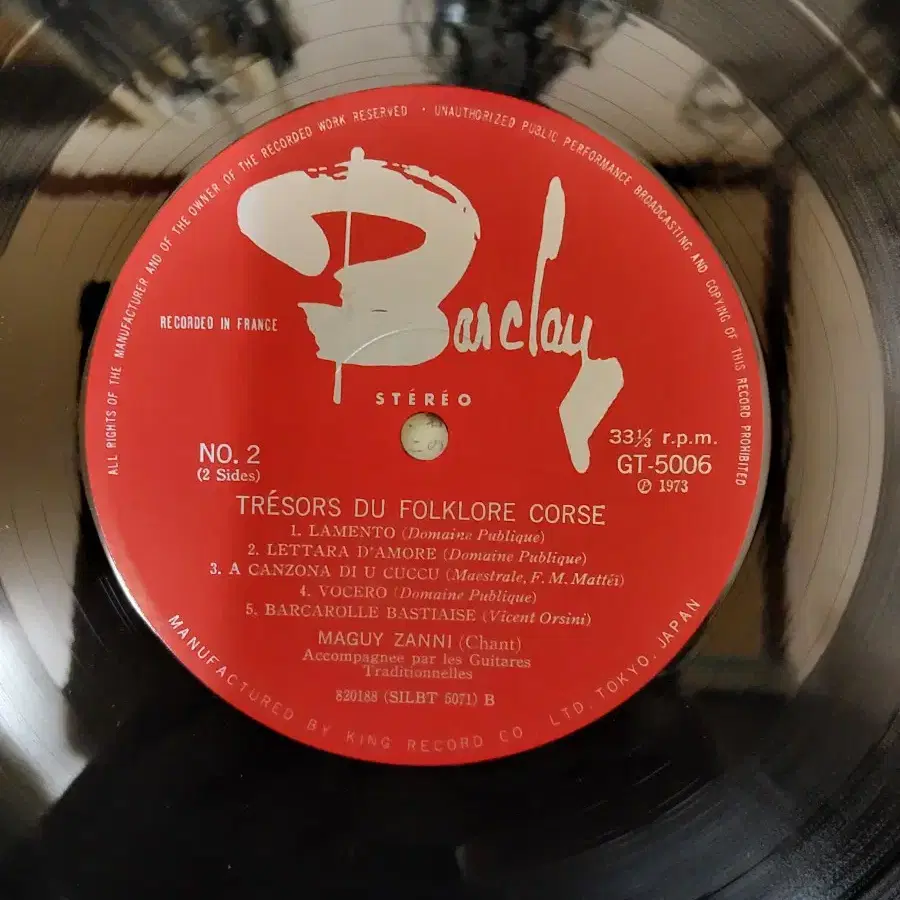 ALL RIGHTS OF THE MANUFACTURER AND OF THE OWNER OF THE RECORDED WORK RESERVED · UNAUTHORIZED PUBLIC PERFORMANCE BROADCASTING AND COPYING OF THIS RECORD PROHIBITED
Barclay
RECORDED IN FRANCE
STÉRÉO
NO. 2
(2 Sides)
33⅓ r.p.m.
GT-5006
℗ 1973
TRÉSORS DU FOLKLORE CORSE
1. LAMENTO (Domaine Publique)
2. LETTARA D'AMORE (Domaine Publique)
3. A CANZONA DI U CUCCU (Maestrale, F. M. Mattëi)
4. VOCERO (Domaine Publique)
5. BARCAROLLE BASTIAISE (Vicent Orsini)
MAGUY ZANNI (Chant)
Accompagnee par les Guitares
Traditionnelles
820188 (SILBT 5071) B
MANUFACTURED BY KING RECORD CO. LTD. TOKYO. JAPAN